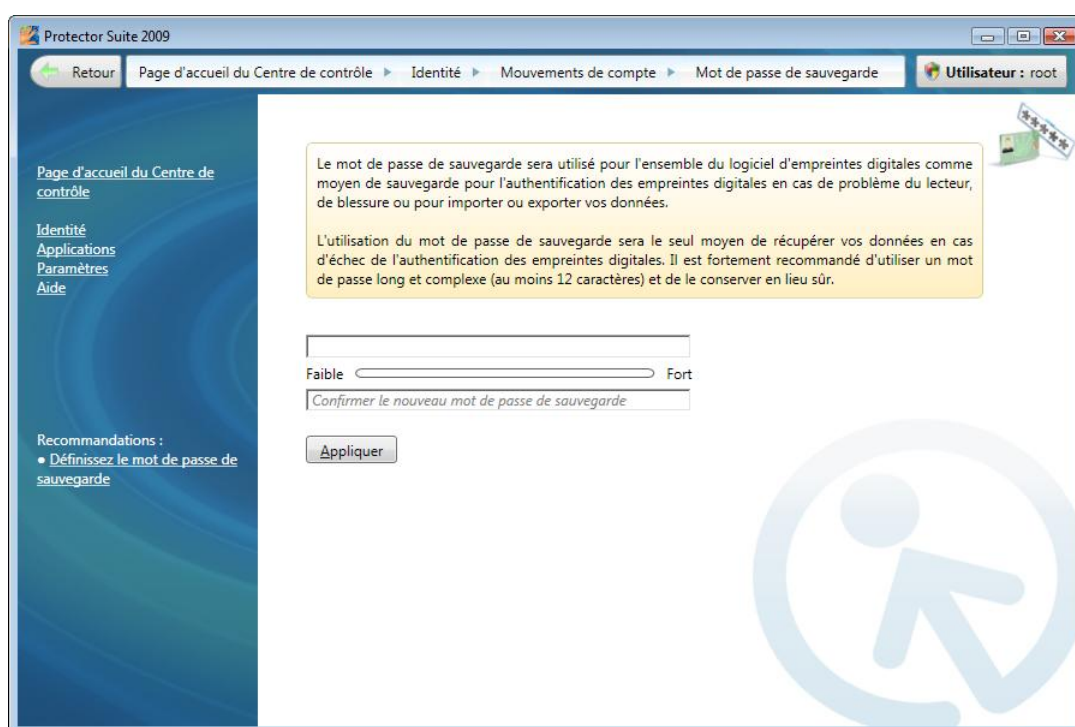 Protector Suite 2009
Retour
Page d'accueil du Centre de contrôle
Identité
Mouvements de compte
Mot de passe de sauvegarde
Utilisateur : root
Page d'accueil du Centre de
contrôle
Identité
Applications
Paramètres
Aide
Recommandations :
• Définissez le mot de passe de
sauvegarde
Le mot de passe de sauvegarde sera utilisé pour l'ensemble du logiciel d'empreintes digitales comme
moyen de sauvegarde pour l'authentification des empreintes digitales en cas de problème du lecteur,
de blessure ou pour importer ou exporter vos données.
L'utilisation du mot de passe de sauvegarde sera le seul moyen de récupérer vos données en cas
d'échec de l'authentification des empreintes digitales. Il est fortement recommandé d'utiliser un mot
de passe long et complexe (au moins 12 caractères) et de le conserver en lieu sûr.
Faible
Fort
Confirmer le nouveau mot de passe de sauvegarde
Appliquer